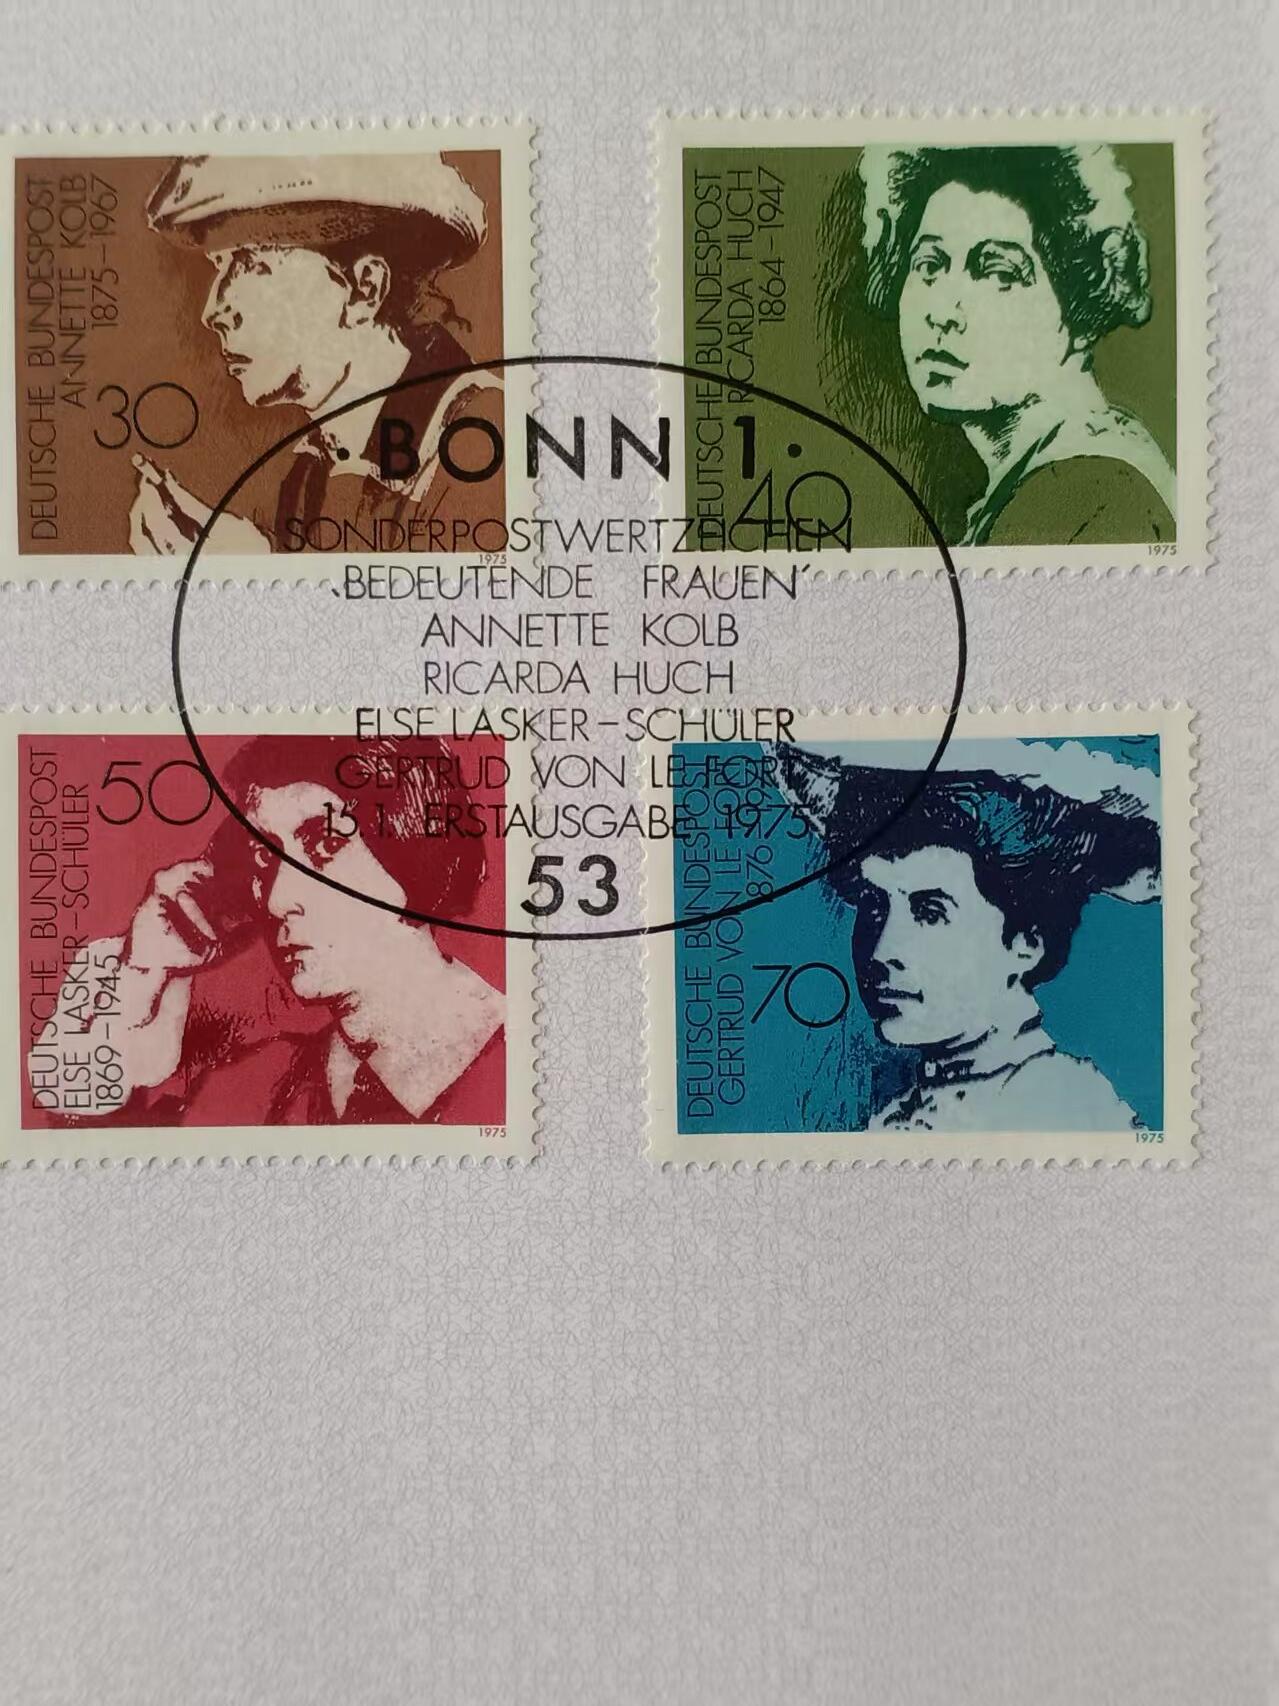 DEUTSCHE BUNDESPOST
ANNETTE KOLB
1875–1967
30
1975
DEUTSCHE BUNDESPOST
RICARDA HUCH
1864–1947
40
1975
• BONN 1 •
SONDERPOSTWERTZEICHEN
‚BEDEUTENDE FRAUEN‘
ANNETTE KOLB
RICARDA HUCH
ELSE LASKER–SCHÜLER
GERTRUD VON LE FORT
15.1. ERSTAUSGABE 1975
53
DEUTSCHE BUNDESPOST
ELSE LASKER–SCHÜLER
1869–1945
50
1975
DEUTSCHE BUNDESPOST
GERTRUD VON LE FORT
70
1975